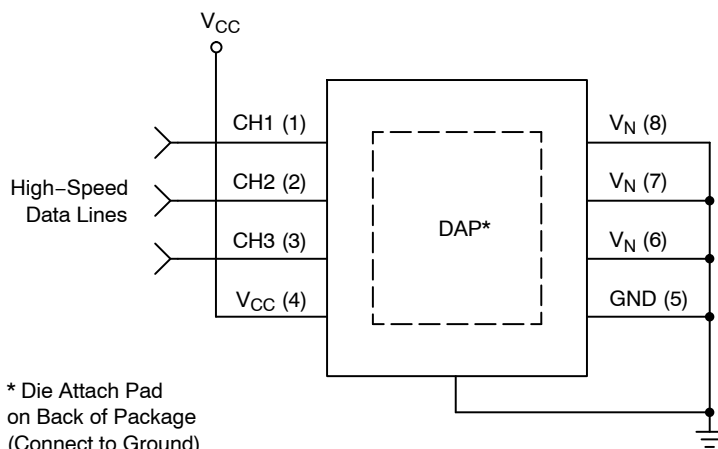 V_CC
CH1 (1)
CH2 (2)
CH3 (3)
V_CC (4)
High−Speed
Data Lines
DAP*
V_N (8)
V_N (7)
V_N (6)
GND (5)
* Die Attach Pad
on Back of Package
(Connect to Ground)